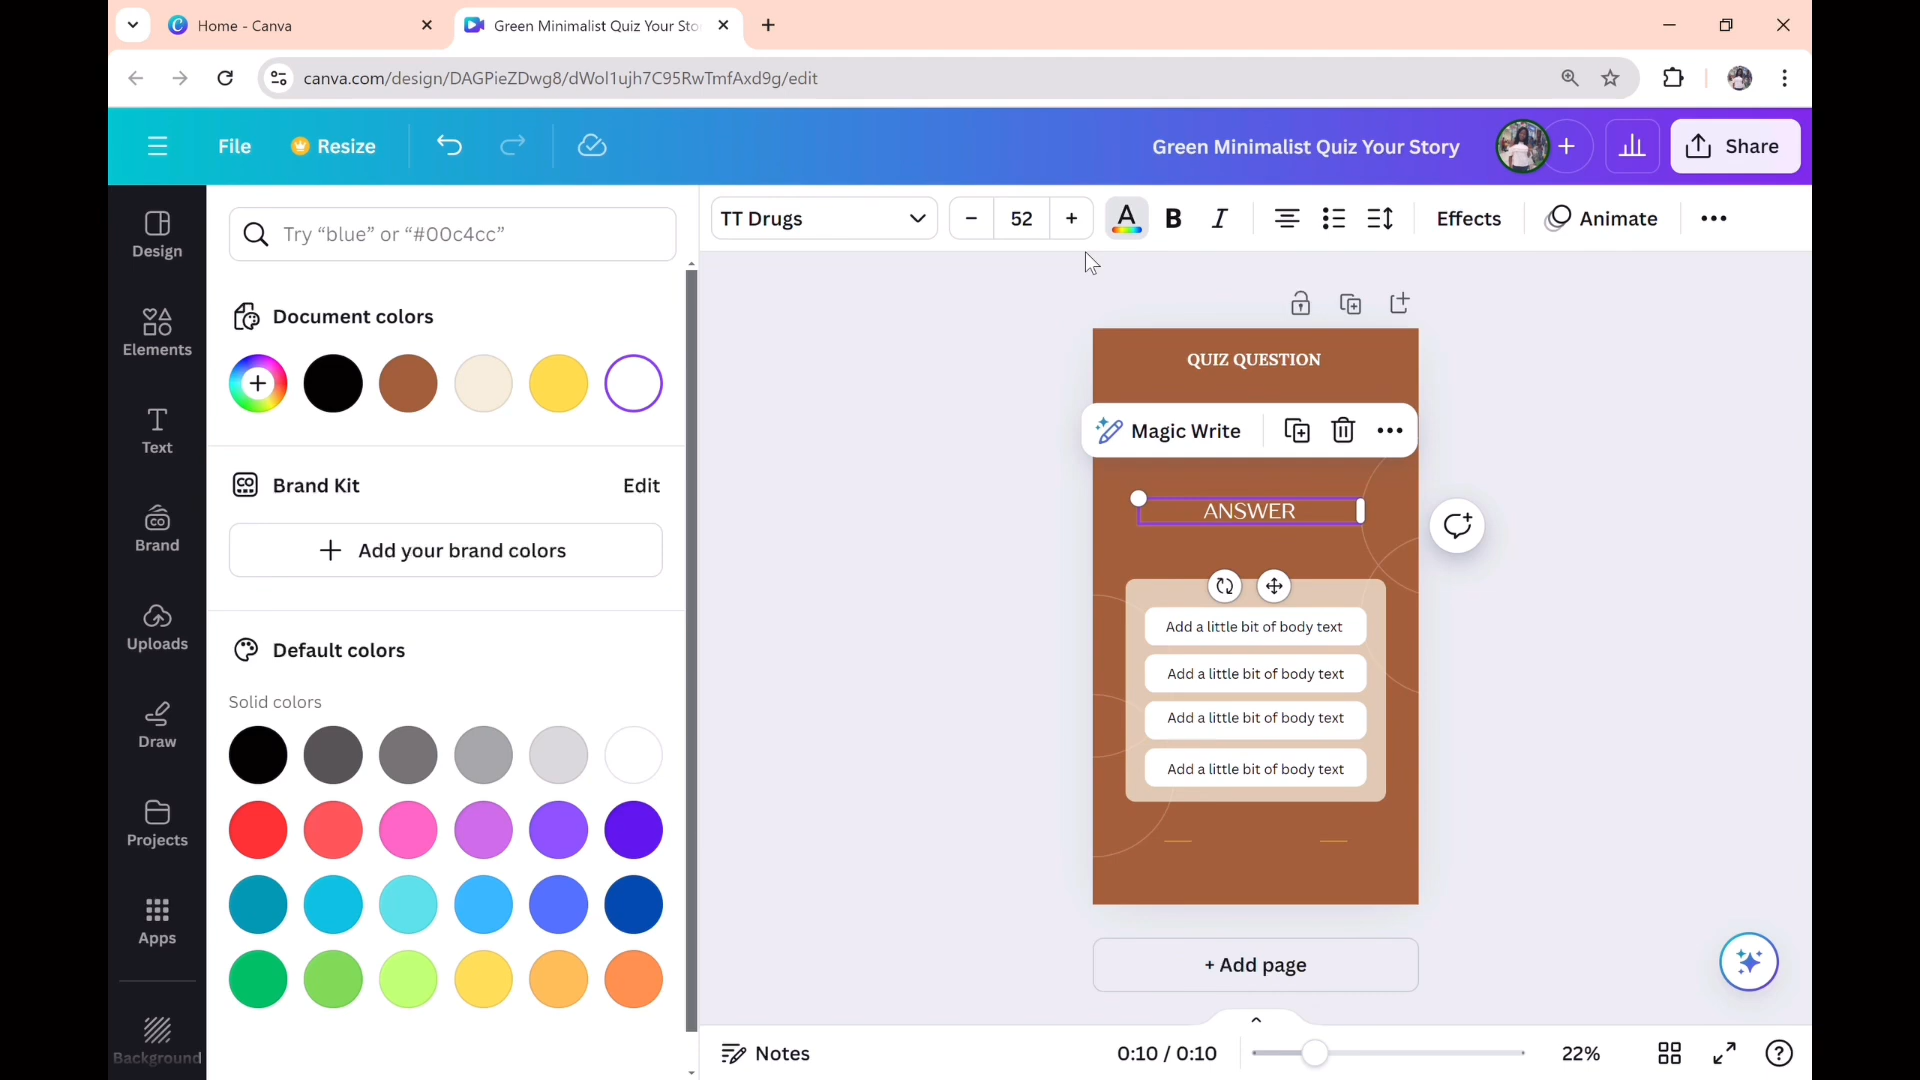 Home - Canva
Green Minimalist Quiz Your Sto
canva.com/design/DAGPieZDwg8/dWol1ujh7C95RwTmfAxd9g/edit
File
Resize
Green Minimalist Quiz Your Story
Share
Design
Elements
Text
Brand
Uploads
Draw
Projects
Apps
Background
Try “blue” or “#00c4cc”
Document colors
Brand Kit
Edit
Add your brand colors
Default colors
Solid colors
TT Drugs
52
A
B
I
Effects
Animate
QUIZ QUESTION
Magic Write
ANSWER
Add a little bit of body text
Add a little bit of body text
Add a little bit of body text
Add a little bit of body text
+ Add page
Notes
0:10 / 0:10
22%